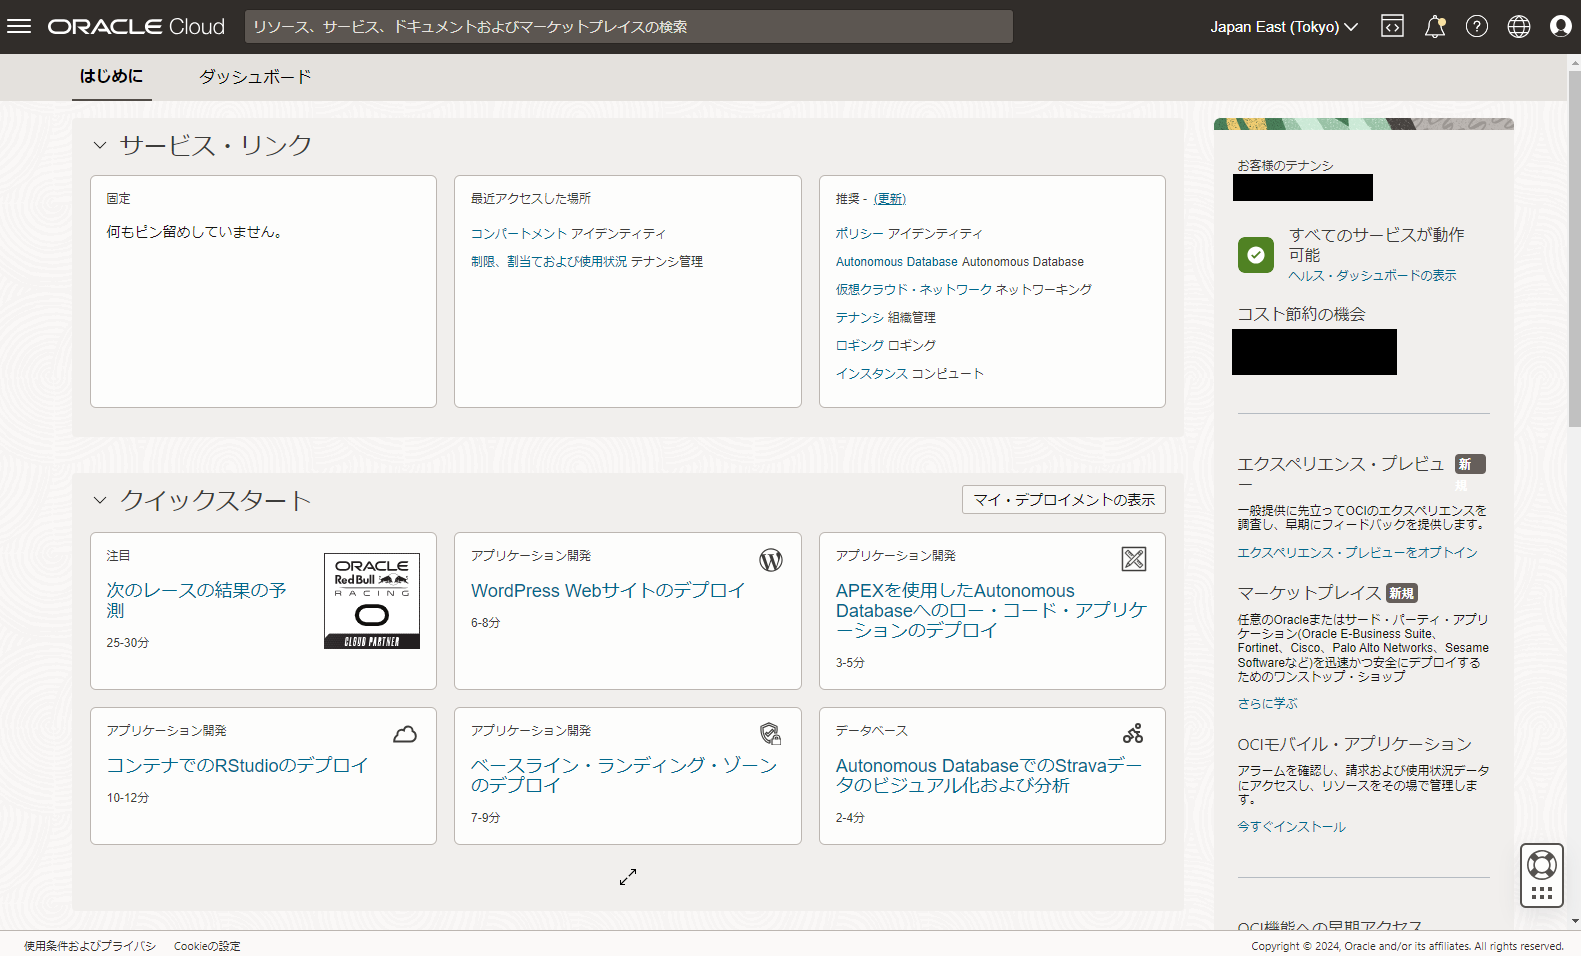 ORACLE Cloud
リソース、サービス、ドキュメントおよびマーケットプレイスの検索
Japan East (Tokyo)
はじめに
ダッシュボード
サービス・リンク
固定
何もピン留めしていません。
最近アクセスした場所
コンパートメント アイデンティティ
制限、割当ておよび使用状況 テナンシ管理
推奨 - (更新)
ポリシー アイデンティティ
Autonomous Database Autonomous Database
仮想クラウド・ネットワーク ネットワーキング
テナンシ 組織管理
ロギング ロギング
インスタンス コンピュート
クイックスタート
マイ・デプロイメントの表示
注目
次のレースの結果の予
測
25-30分
ORACLE
Red Bull
RACING
CLOUD PARTNER
アプリケーション開発
WordPress Webサイトのデプロイ
6-8分
アプリケーション開発
APEXを使用したAutonomous
Databaseへのロー・コード・アプリケ
ーションのデプロイ
3-5分
アプリケーション開発
コンテナでのRStudioのデプロイ
10-12分
アプリケーション開発
ベースライン・ランディング・ゾーン
のデプロイ
7-9分
データベース
Autonomous DatabaseでのStravaデー
タのビジュアル化および分析
2-4分
お客様のテナンシ
すべてのサービスが動作
可能
ヘルス・ダッシュボードの表示
コスト節約の機会
エクスペリエンス・プレビュ
ー
新
規
一般提供に先立ってOCIのエクスペリエンスを
調査し、早期にフィードバックを提供します。
エクスペリエンス・プレビューをオプトイン
マーケットプレイス 新規
任意のOracleまたはサード・パーティ・アプリ
ケーション(Oracle E-Business Suite、
Fortinet、Cisco、Palo Alto Networks、Sesame
Softwareなど)を迅速かつ安全にデプロイする
ためのワンストップ・ショップ
さらに学ぶ
OCIモバイル・アプリケーション
アラームを確認し、請求および使用状況データ
にアクセスし、リソースをその場で管理しま
す。
今すぐインストール
OCI機能への早期アクセス
使用条件およびプライバシ
Cookieの設定
Copyright © 2024, Oracle and/or its affiliates. All rights reserved.